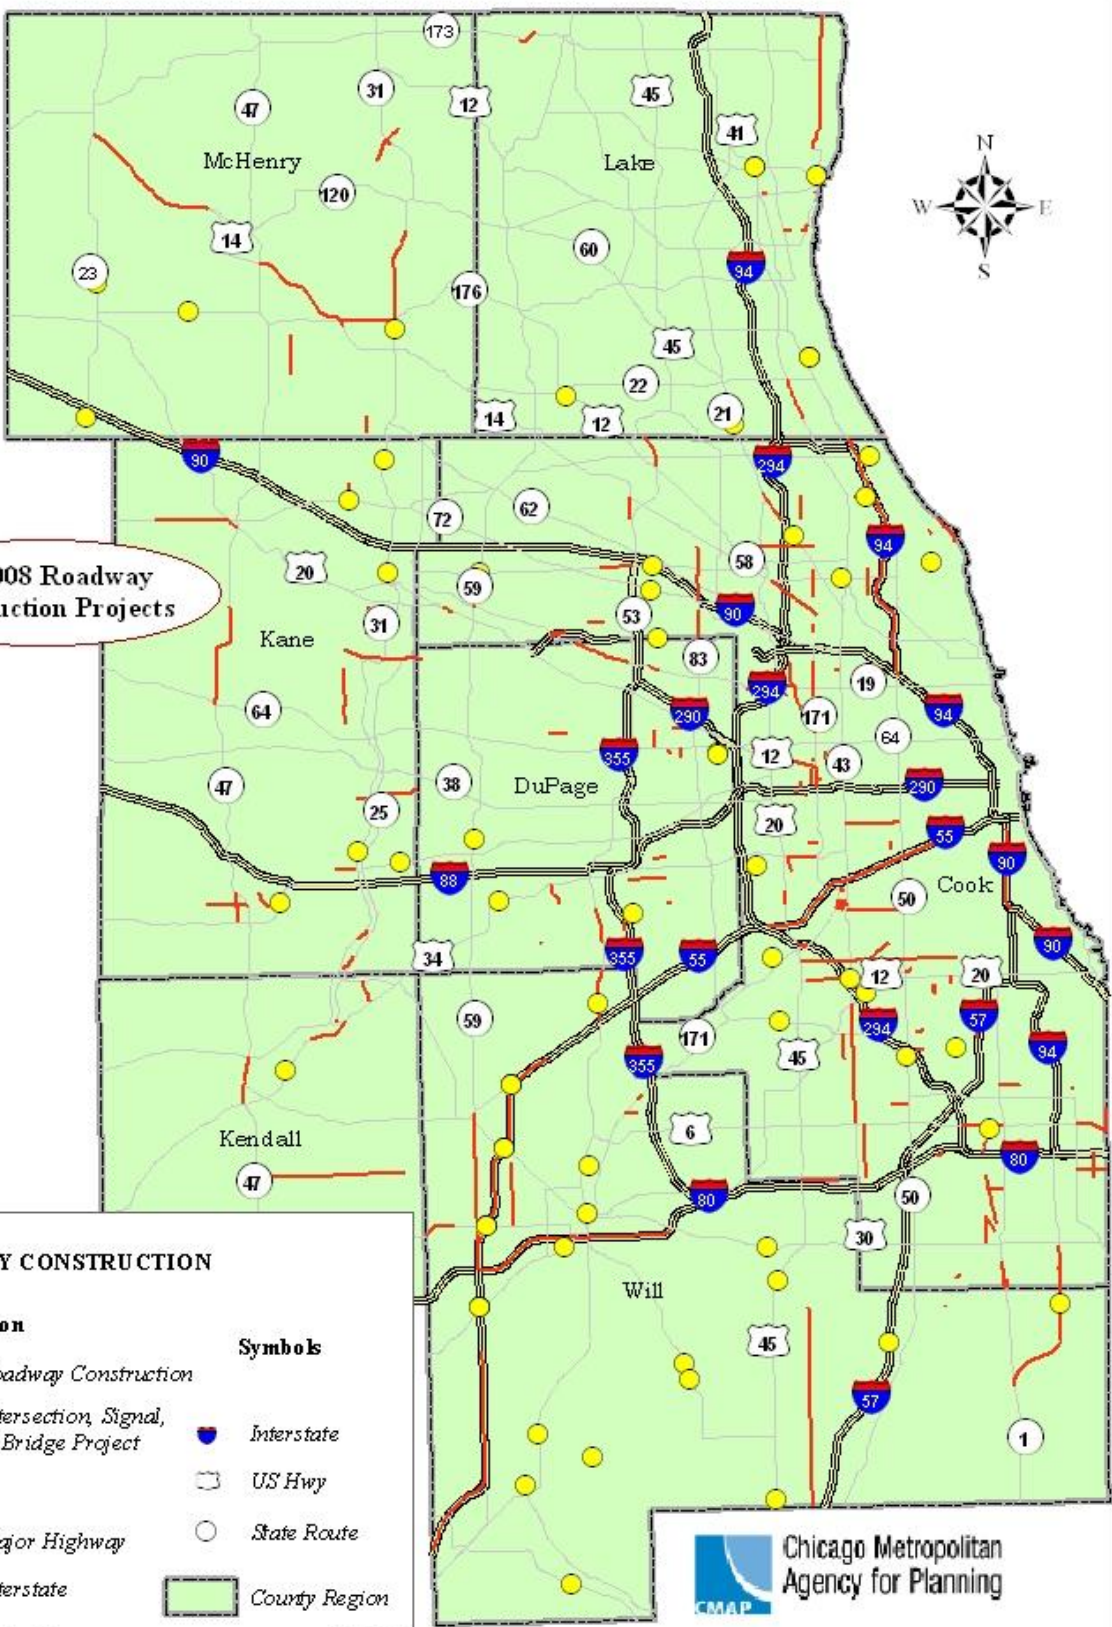 173
31
12
45
47
41
McHenry
Lake
120
14
60
23
94
176
45
22
14
12
21
N
W
E
S
90
294
72
62
94
008 Roadway
uction Projects
20
59
58
31
53
90
Kane
83
64
294
19
290
171
94
64
355
12
43
47
38
DuPage
290
25
20
55
88
90
50
Cook
34
355
55
90
12
20
59
294
57
171
45
94
355
6
Kendall
47
80
80
50
30
Will
45
57
1
Y CONSTRUCTION
on
Symbols
oadway Construction
tersection, Signal,
Bridge Project
Interstate
US Hwy
ajor Highway
State Route
terstate
County Region
Chicago Metropolitan
Agency for Planning
CMAP